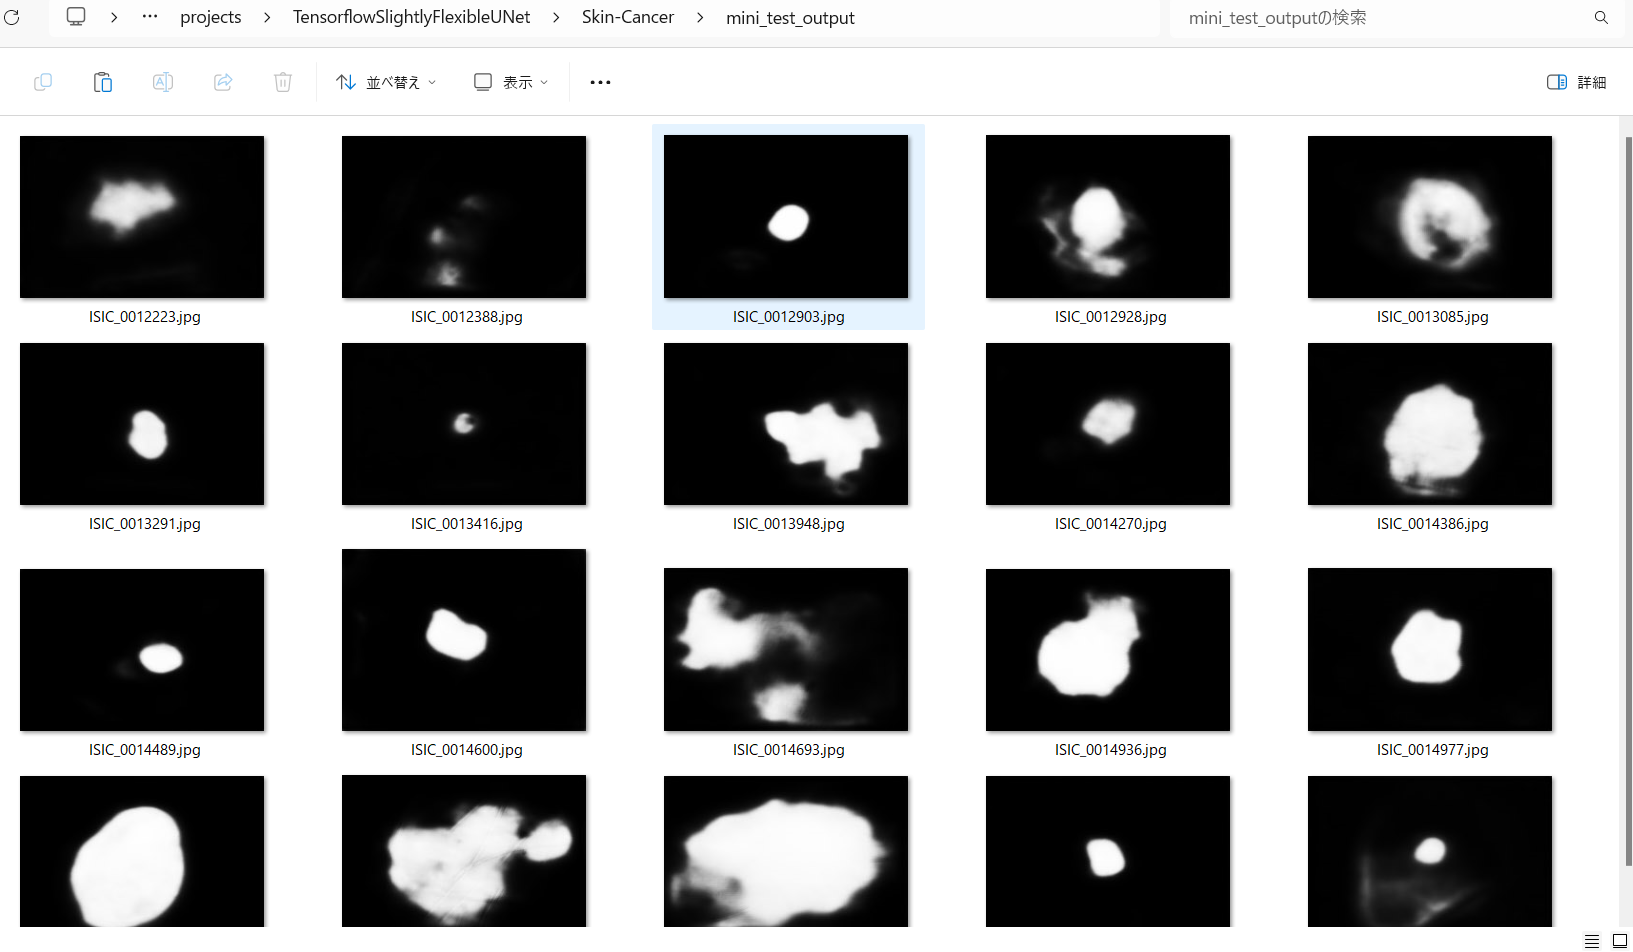 projects > TensorflowSlightlyFlexibleUNet > Skin-Cancer > mini_test_output
mini_test_outputの検索
並べ替え 表示 詳細
ISIC_0012223.jpg ISIC_0012388.jpg ISIC_0012903.jpg ISIC_0012928.jpg ISIC_0013085.jpg
ISIC_0013291.jpg ISIC_0013416.jpg ISIC_0013948.jpg ISIC_0014270.jpg ISIC_0014386.jpg
ISIC_0014489.jpg ISIC_0014600.jpg ISIC_0014693.jpg ISIC_0014936.jpg ISIC_0014977.jpg